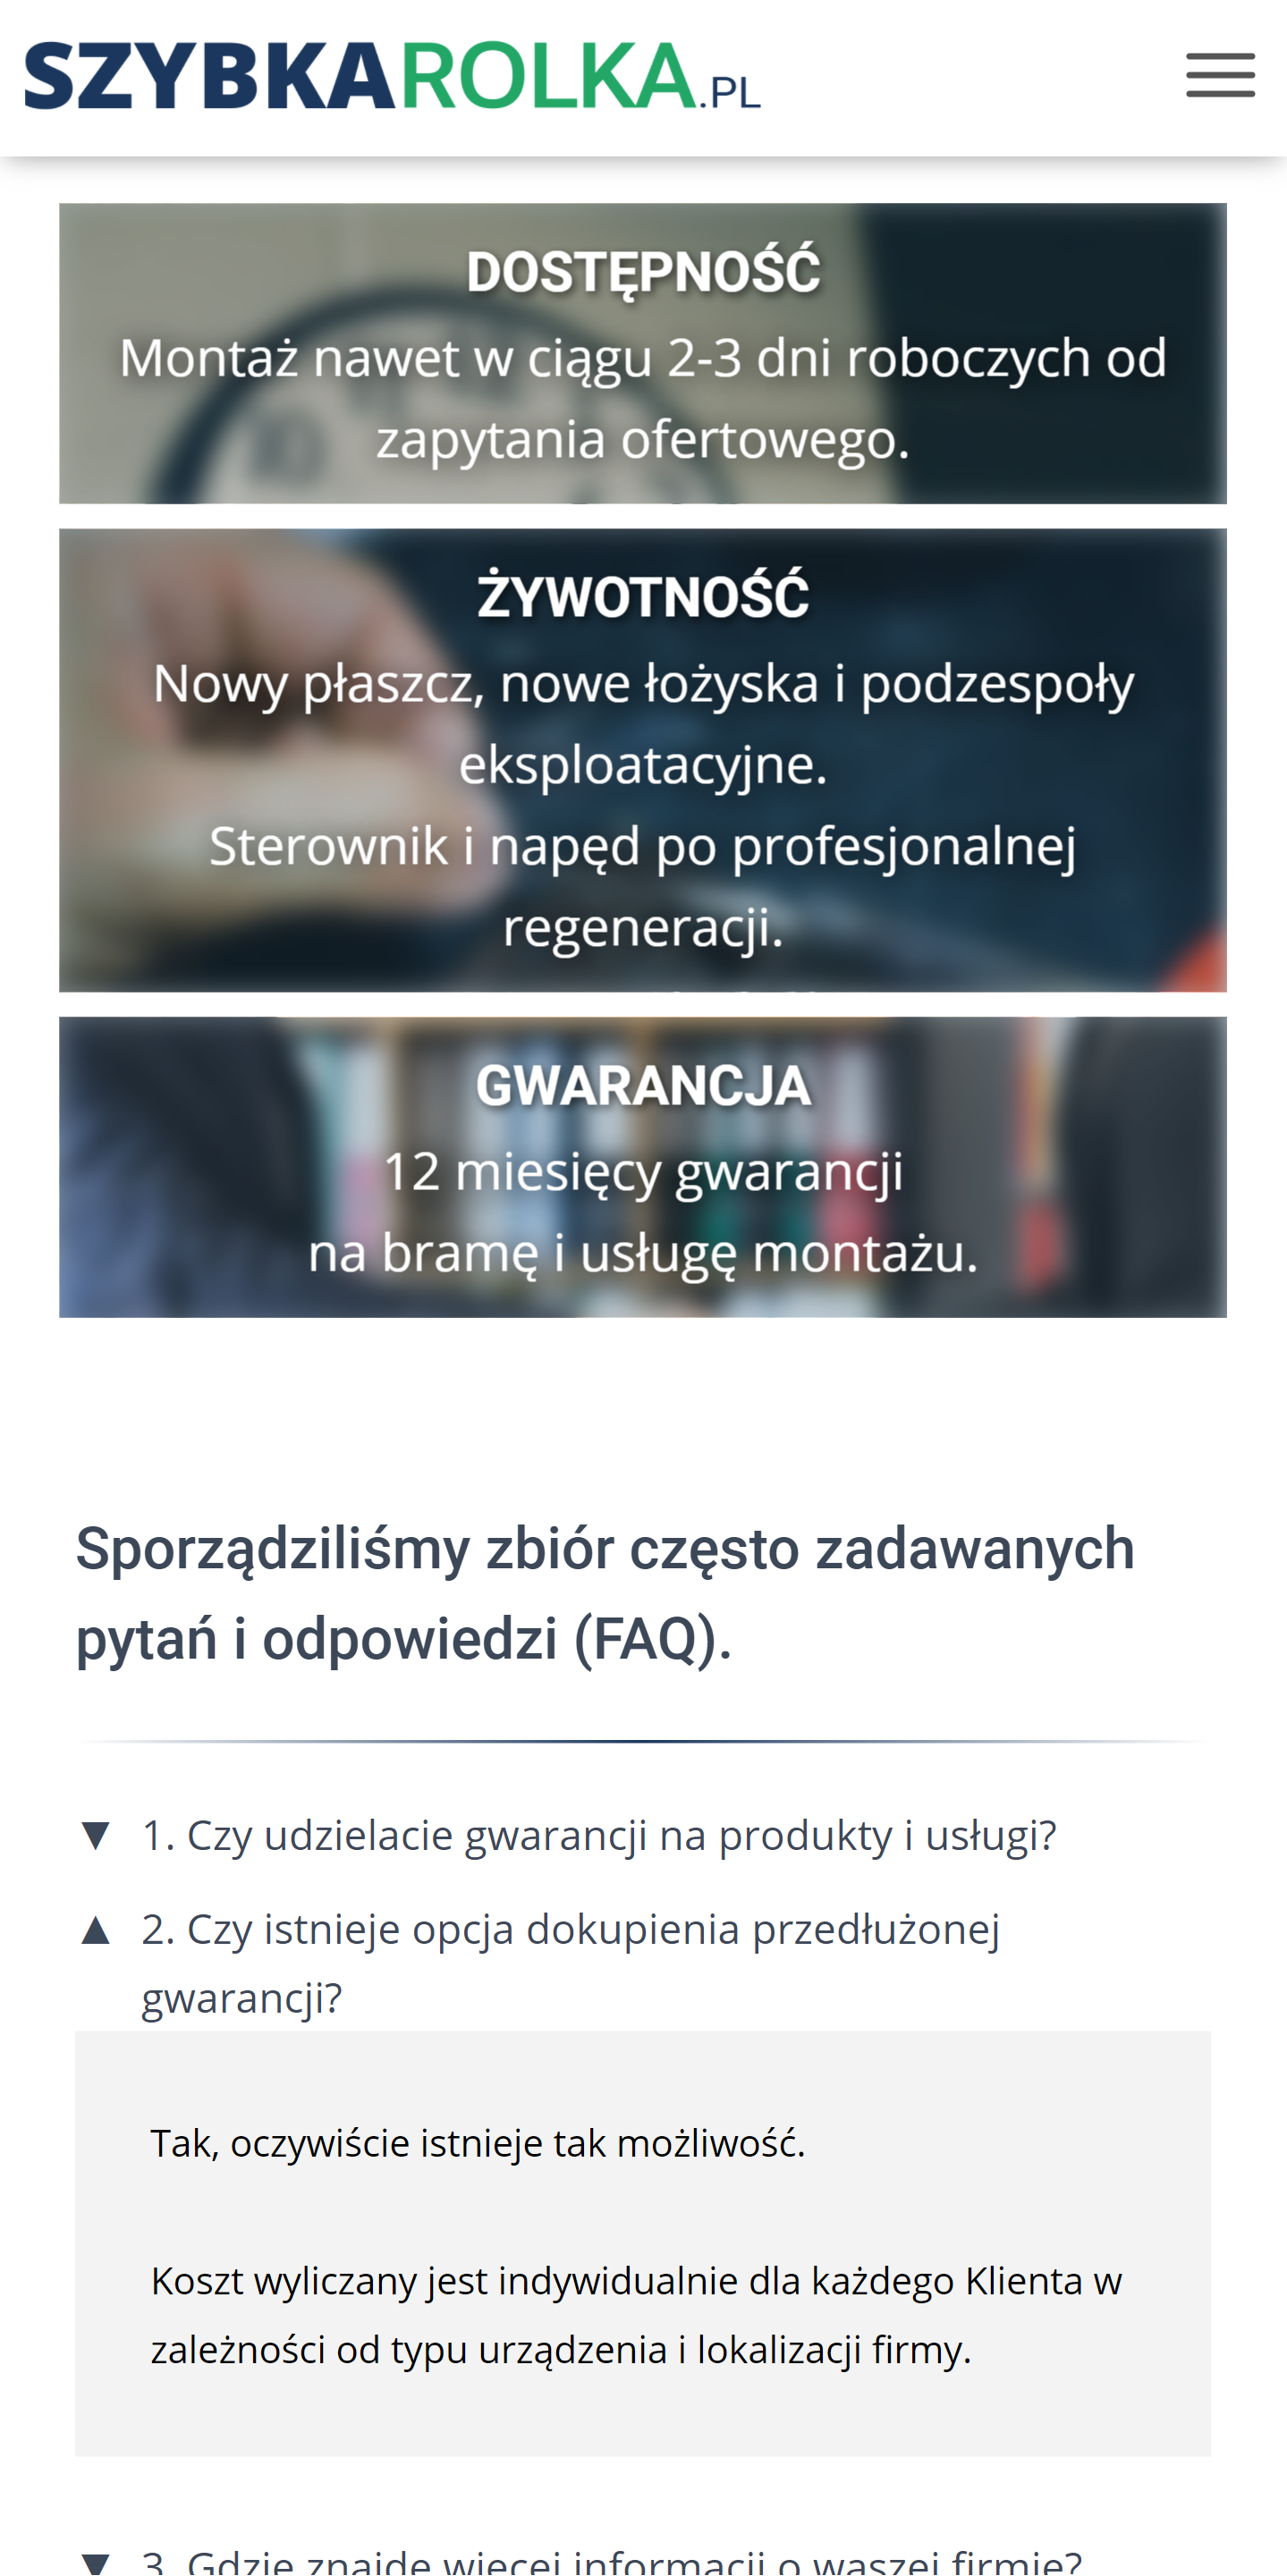 SZYBKAROLKA.PL
DOSTĘPNOŚĆ
Montaż nawet w ciągu 2-3 dni roboczych od
zapytania ofertowego.
ŻYWOTNOŚĆ
Nowy płaszcz, nowe łożyska i podzespoły
eksploatacyjne.
Sterownik i napęd po profesjonalnej
regeneracji.
GWARANCJA
12 miesięcy gwarancji
na bramę i usługę montażu.
Sporządziliśmy zbiór często zadawanych
pytań i odpowiedzi (FAQ).
▼ 1. Czy udzielacie gwarancji na produkty i usługi?
▲ 2. Czy istnieje opcja dokupienia przedłużonej
gwarancji?
Tak, oczywiście istnieje tak możliwość.
Koszt wyliczany jest indywidualnie dla każdego Klienta w
zależności od typu urządzenia i lokalizacji firmy.
▼ 3. Gdzie znajdę więcej informacji o waszej firmie?